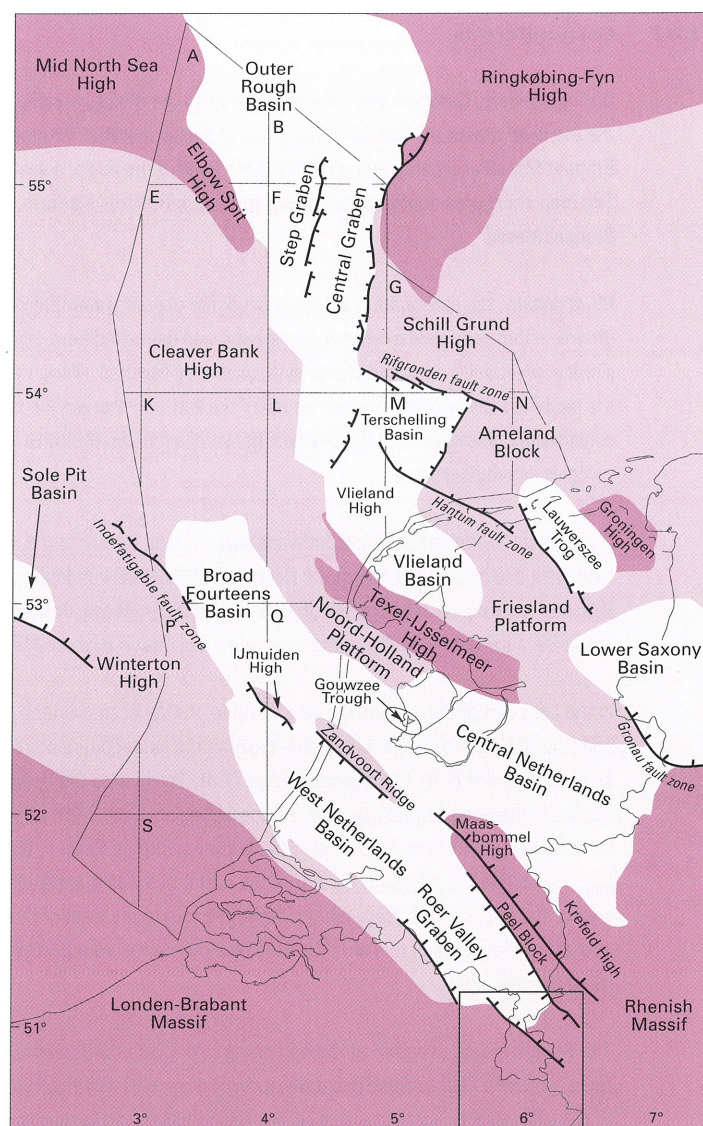 A
Mid North Sea
High
Outer
Rough
Basin
Ringkøbing-Fyn
High
B
Elbow Spit
High
55°
E
F
Step Graben
Central Graben
G
Schill Grund
High
Cleaver Bank
High
Rifgronden fault zone
54°
K
L
M
N
Terschelling
Basin
Ameland
Block
Sole Pit
Basin
Vlieland
High
Hantum fault zone
Lauwerszee
Trog
Groningen
High
Indefatigable fault zone
Vlieland
Basin
Broad
Fourteens
Basin
53°
P
Q
Texel-IJsselmeer
High
Friesland
Platform
Noord-Holland
Platform
Lower Saxony
Basin
Winterton
High
IJmuiden
High
Gouwzee
Trough
Central Netherlands
Basin
Gronau fault zone
Zandvoort Ridge
52°
S
West Netherlands
Basin
Maas-
bommel
High
Roer Valley
Graben
Peel Block
Krefeld High
Londen-Brabant
Massif
Rhenish
Massif
51°
3°
4°
5°
6°
7°